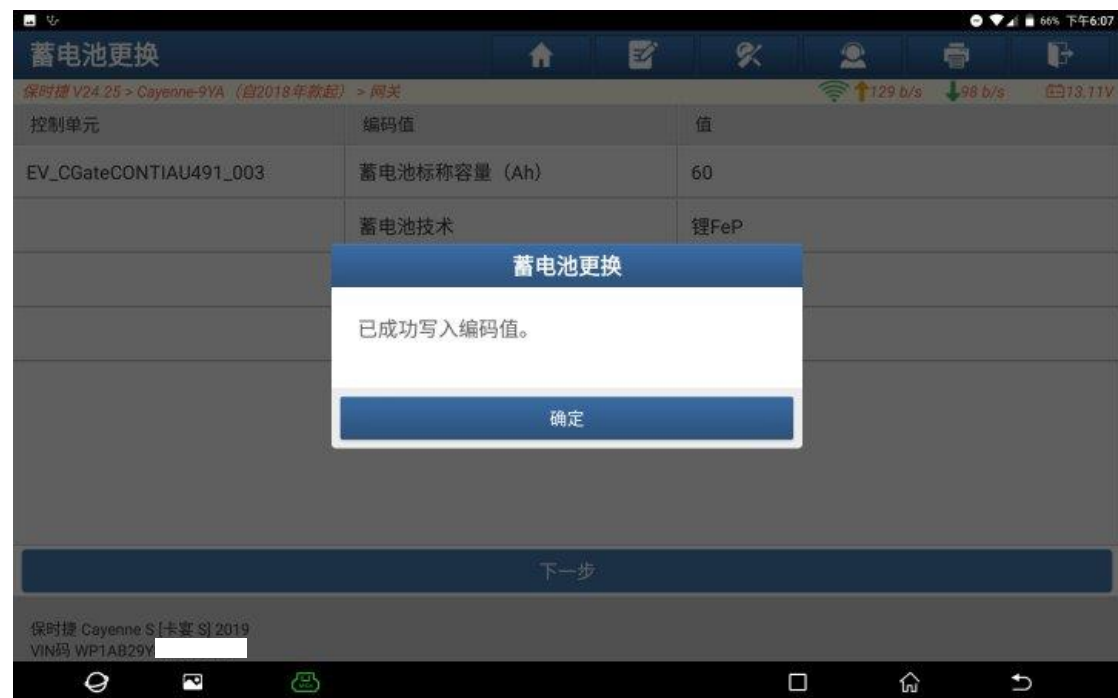 66% 下午6:07
蓄电池更换
保时捷 V24.25 > Cayenne-9YA（自2018年款起） > 网关 129 b/s 98 b/s 13.11V
控制单元 编码值 值
EV_CGateCONTIAU491_003 蓄电池标称容量（Ah） 60
蓄电池技术 锂FeP
蓄电池更换
已成功写入编码值。
确定
下一步
保时捷 Cayenne S [卡宴 S] 2019
VIN码 WP1AB29Y